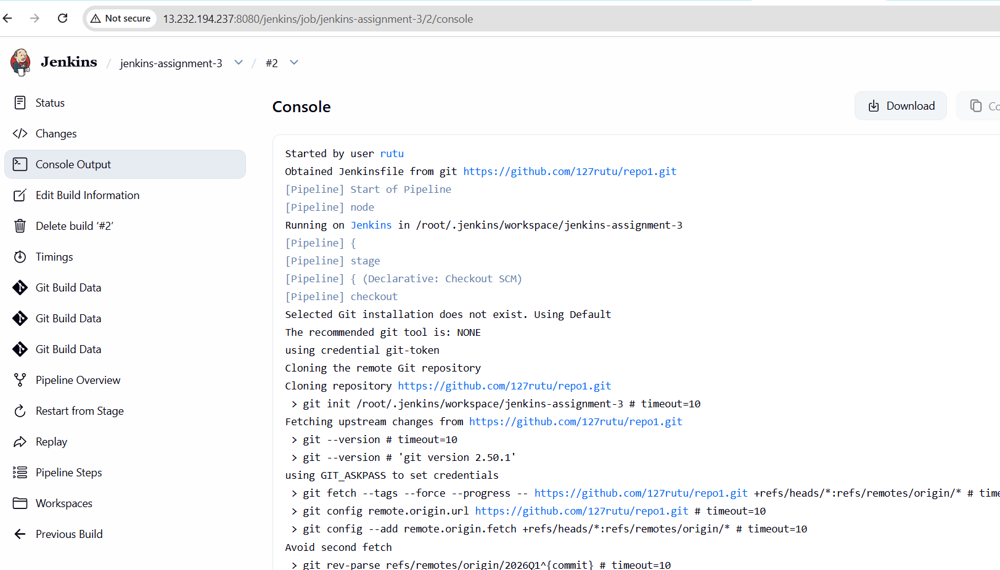 Not secure 13.232.194.237:8080/jenkins/job/jenkins-assignment-3/2/console
Jenkins / jenkins-assignment-3 / #2
Status
Changes
Console Output
Edit Build Information
Delete build ‘#2’
Timings
Git Build Data
Git Build Data
Git Build Data
Pipeline Overview
Restart from Stage
Replay
Pipeline Steps
Workspaces
Previous Build
Console
Download
Started by user rutu
Obtained Jenkinsfile from git https://github.com/127rutu/repo1.git
[Pipeline] Start of Pipeline
[Pipeline] node
Running on Jenkins in /root/.jenkins/workspace/jenkins-assignment-3
[Pipeline] {
[Pipeline] stage
[Pipeline] { (Declarative: Checkout SCM)
[Pipeline] checkout
Selected Git installation does not exist. Using Default
The recommended git tool is: NONE
using credential git-token
Cloning the remote Git repository
Cloning repository https://github.com/127rutu/repo1.git
> git init /root/.jenkins/workspace/jenkins-assignment-3 # timeout=10
Fetching upstream changes from https://github.com/127rutu/repo1.git
> git --version # timeout=10
> git --version # 'git version 2.50.1'
using GIT_ASKPASS to set credentials
> git fetch --tags --force --progress -- https://github.com/127rutu/repo1.git +refs/heads/*:refs/remotes/origin/* #
> git config remote.origin.url https://github.com/127rutu/repo1.git # timeout=10
> git config --add remote.origin.fetch +refs/heads/*:refs/remotes/origin/* # timeout=10
Avoid second fetch
> git rev-parse refs/remotes/origin/2026Q1^{commit} # timeout=10